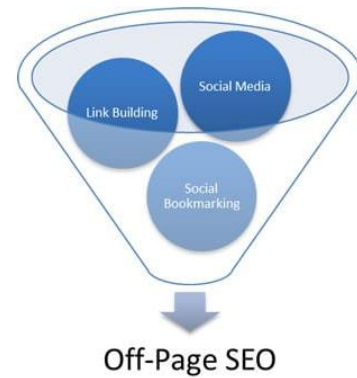 Social Media
Link Building
Social
Bookmarking
Off-Page SEO